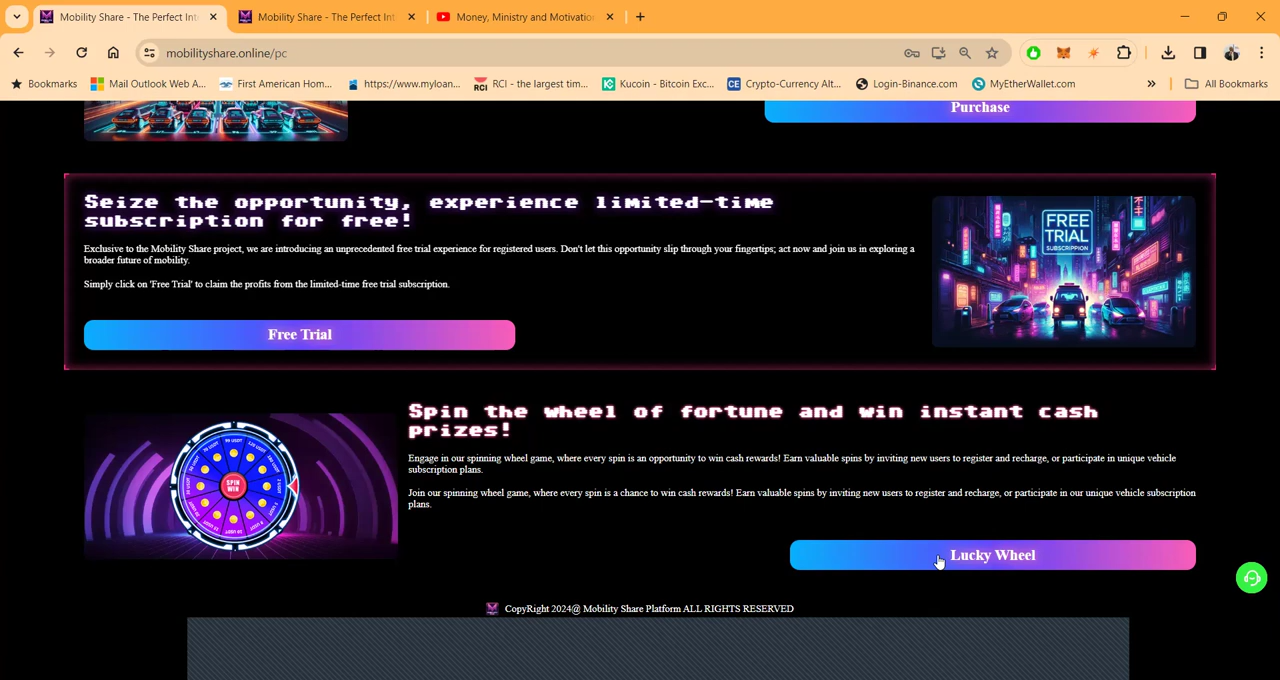 Mobility Share - The Perfect Int
Mobility Share - The Perfect Int
Money, Ministry and Motivation
mobilityshare.online/pc
Bookmarks
Mail Outlook Web A...
First American Hom...
https://www.myloan...
RCI - the largest tim...
Kucoin - Bitcoin Exc...
Crypto-Currency Alt...
Login-Binance.com
MyEtherWallet.com
All Bookmarks
Purchase
Seize the opportunity, experience limited-time
subscription for free!
Exclusive to the Mobility Share project, we are introducing an unprecedented free trial experience for registered users. Don't let this opportunity slip through your fingertips; act now and join us in exploring a
broader future of mobility.
Simply click on 'Free Trial' to claim the profits from the limited-time free trial subscription.
Free Trial
FREE
TRIAL
SUBSCRIPPION
Spin the wheel of fortune and win instant cash
prizes!
Engage in our spinning wheel game, where every spin is an opportunity to win cash rewards! Earn valuable spins by inviting new users to register and recharge, or participate in unique vehicle
subscription plans.
Join our spinning wheel game, where every spin is a chance to win cash rewards! Earn valuable spins by inviting new users to register and recharge, or participate in our unique vehicle subscription
plans.
SPIN
WIN
Lucky Wheel
CopyRight 2024@ Mobility Share Platform ALL RIGHTS RESERVED